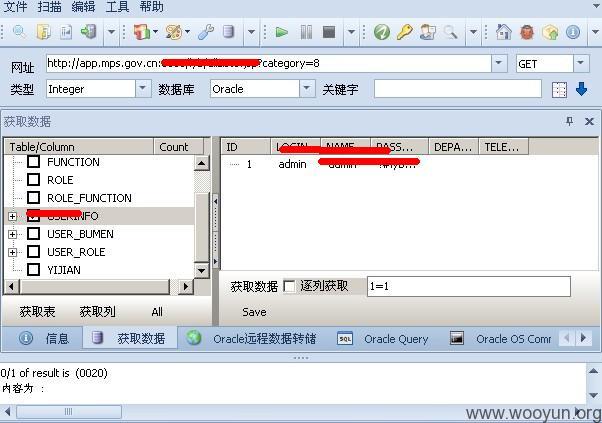 文件 扫描 编辑 工具 帮助
网址 http://app.mps.gov.cn: ?category=8 GET
类型 Integer 数据库 Oracle 关键字
获取数据
Table/Column Count
FUNCTION
ROLE
ROLE_FUNCTION
USERINFO
USER_BUMEN
USER_ROLE
YIJIAN
ID LOGIN NAME PASS... DEPA... TELE...
1 admin
获取数据 逐列获取 1=1
获取表 获取列 All Save
信息 获取数据 Oracle远程数据转储 Oracle Query Oracle OS Comr
0/1 of result is (0020)
内容为 :
www.wooyun.org